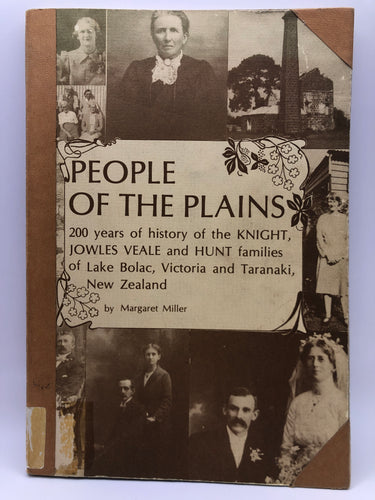 PEOPLE
OF THE PLAINS
200 years of history of the KNIGHT,
JOWLES VEALE and HUNT families
of Lake Bolac, Victoria and Taranaki,
New Zealand
by Margaret Miller